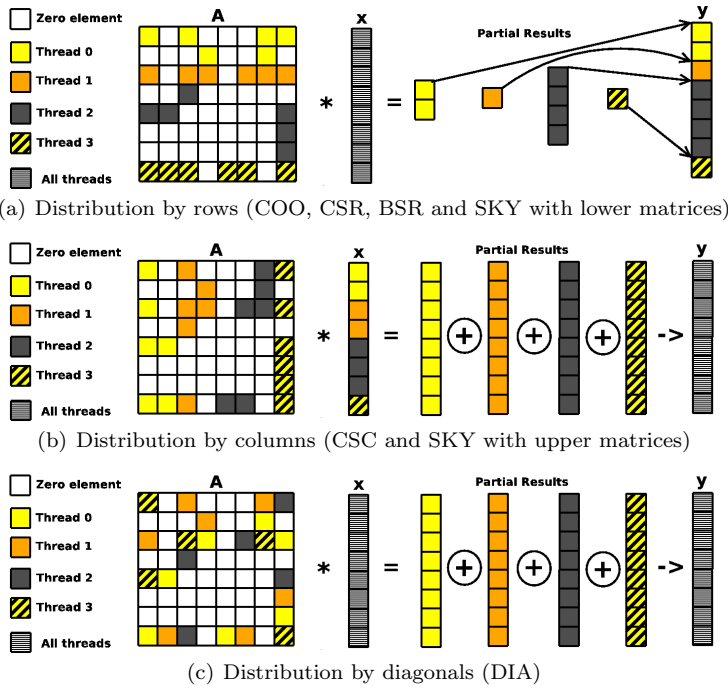 Zero element
Thread 0
Thread 1
Thread 2
Thread 3
All threads
A
x
y
*
=
Partial Results
(a) Distribution by rows (COO, CSR, BSR and SKY with lower matrices)
Zero element
Thread 0
Thread 1
Thread 2
Thread 3
All threads
A
x
y
*
=
Partial Results
+ + + ->
(b) Distribution by columns (CSC and SKY with upper matrices)
Zero element
Thread 0
Thread 1
Thread 2
Thread 3
All threads
A
x
y
*
=
Partial Results
+ + + ->
(c) Distribution by diagonals (DIA)